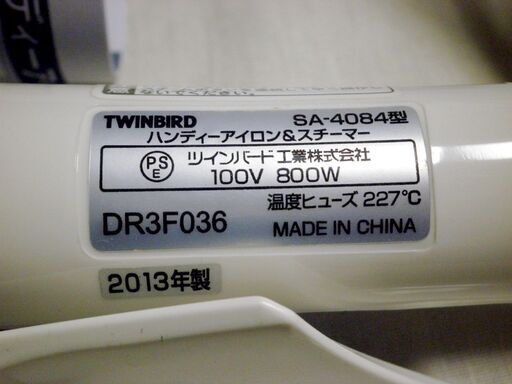 TWINBIRD SA-4084型
ハンディーアイロン&スチーマー
PSE ツインバード工業株式会社
100V 800W
温度ヒューズ 227℃
DR3F036 MADE IN CHINA
2013年製